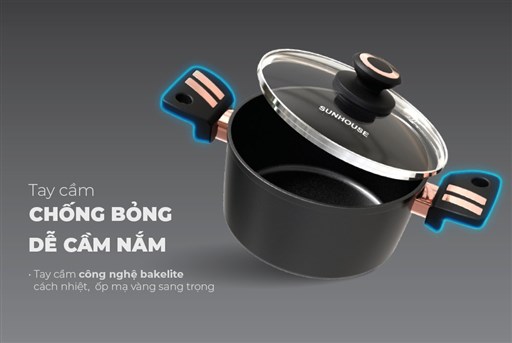 SUNHOUSE
Tay cầm
CHỐNG BỎNG
DỄ CẦM NẮM
• Tay cầm công nghệ bakelite
cách nhiệt, ốp mạ vàng sang trọng